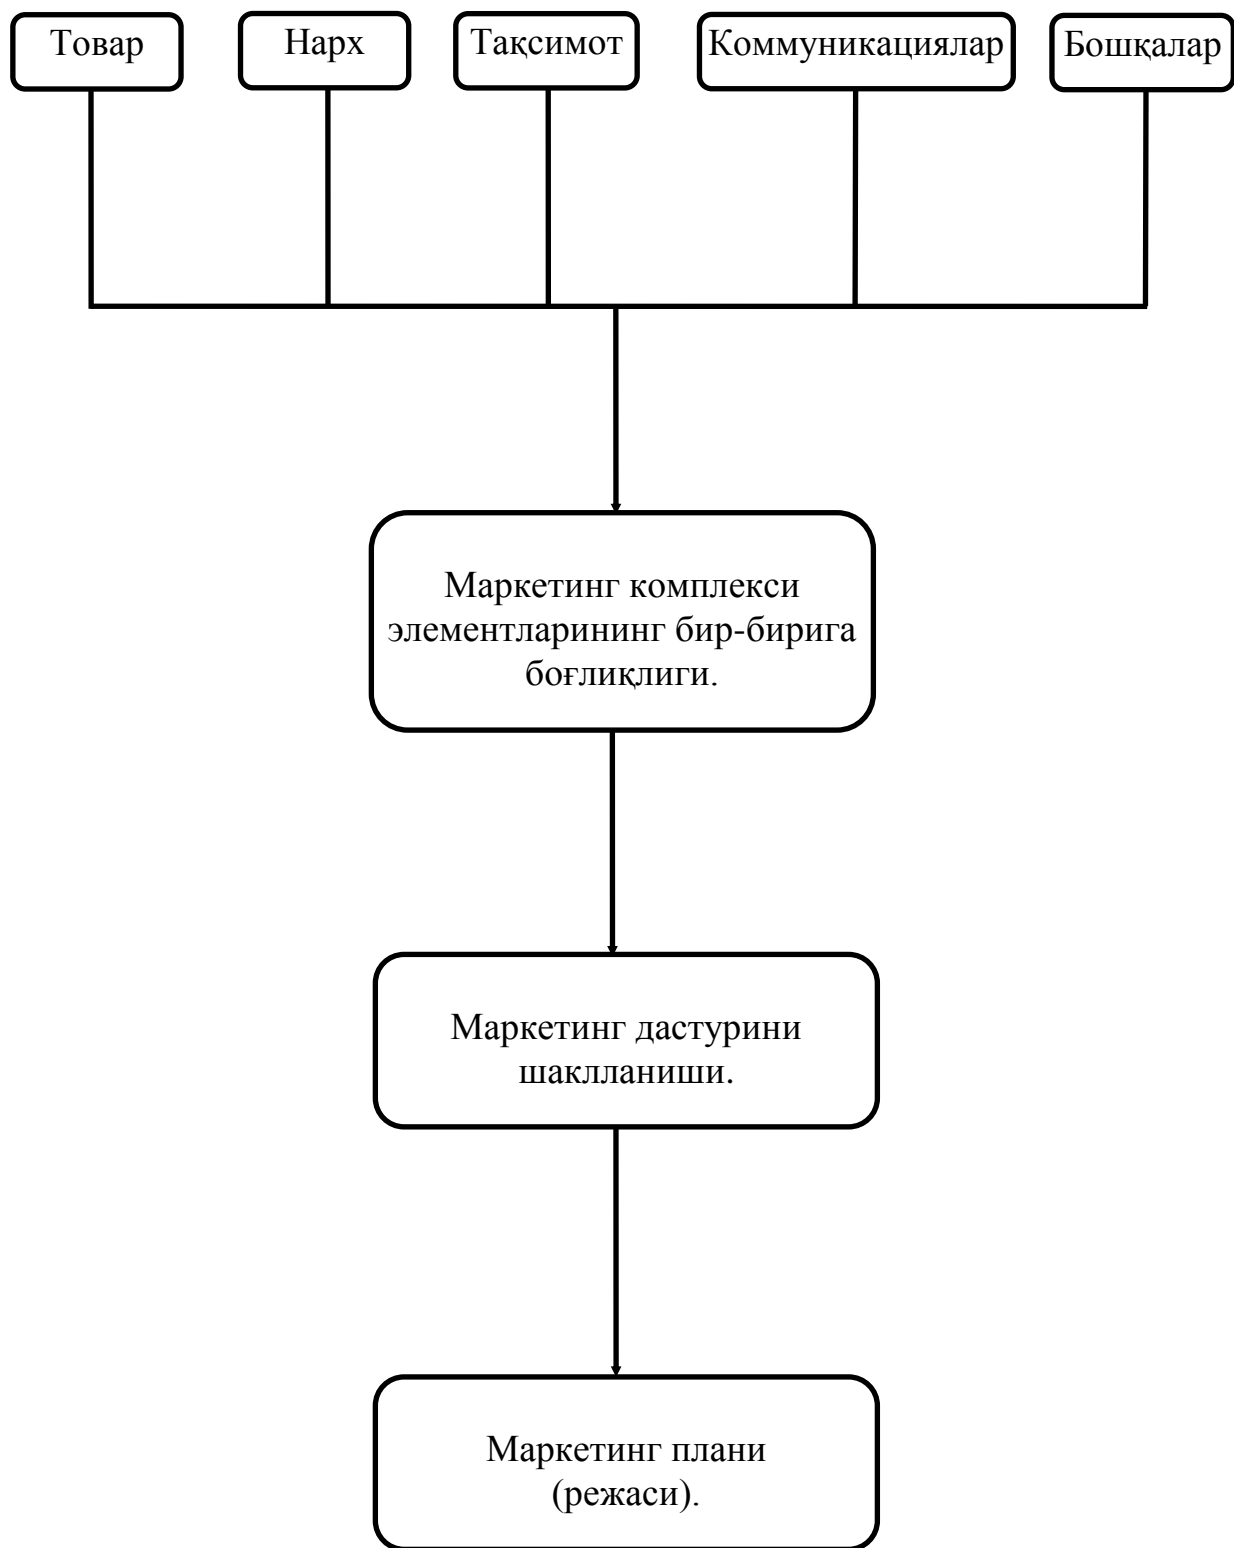 Товар
Нарх
Тақсимот
Коммуникациялар
Бошқалар
Маркетинг комплекси
элементларининг бир-бирига
боғлиқлиги.
Маркетинг дастурини
шаклланиши.
Маркетинг плани
(режаси).